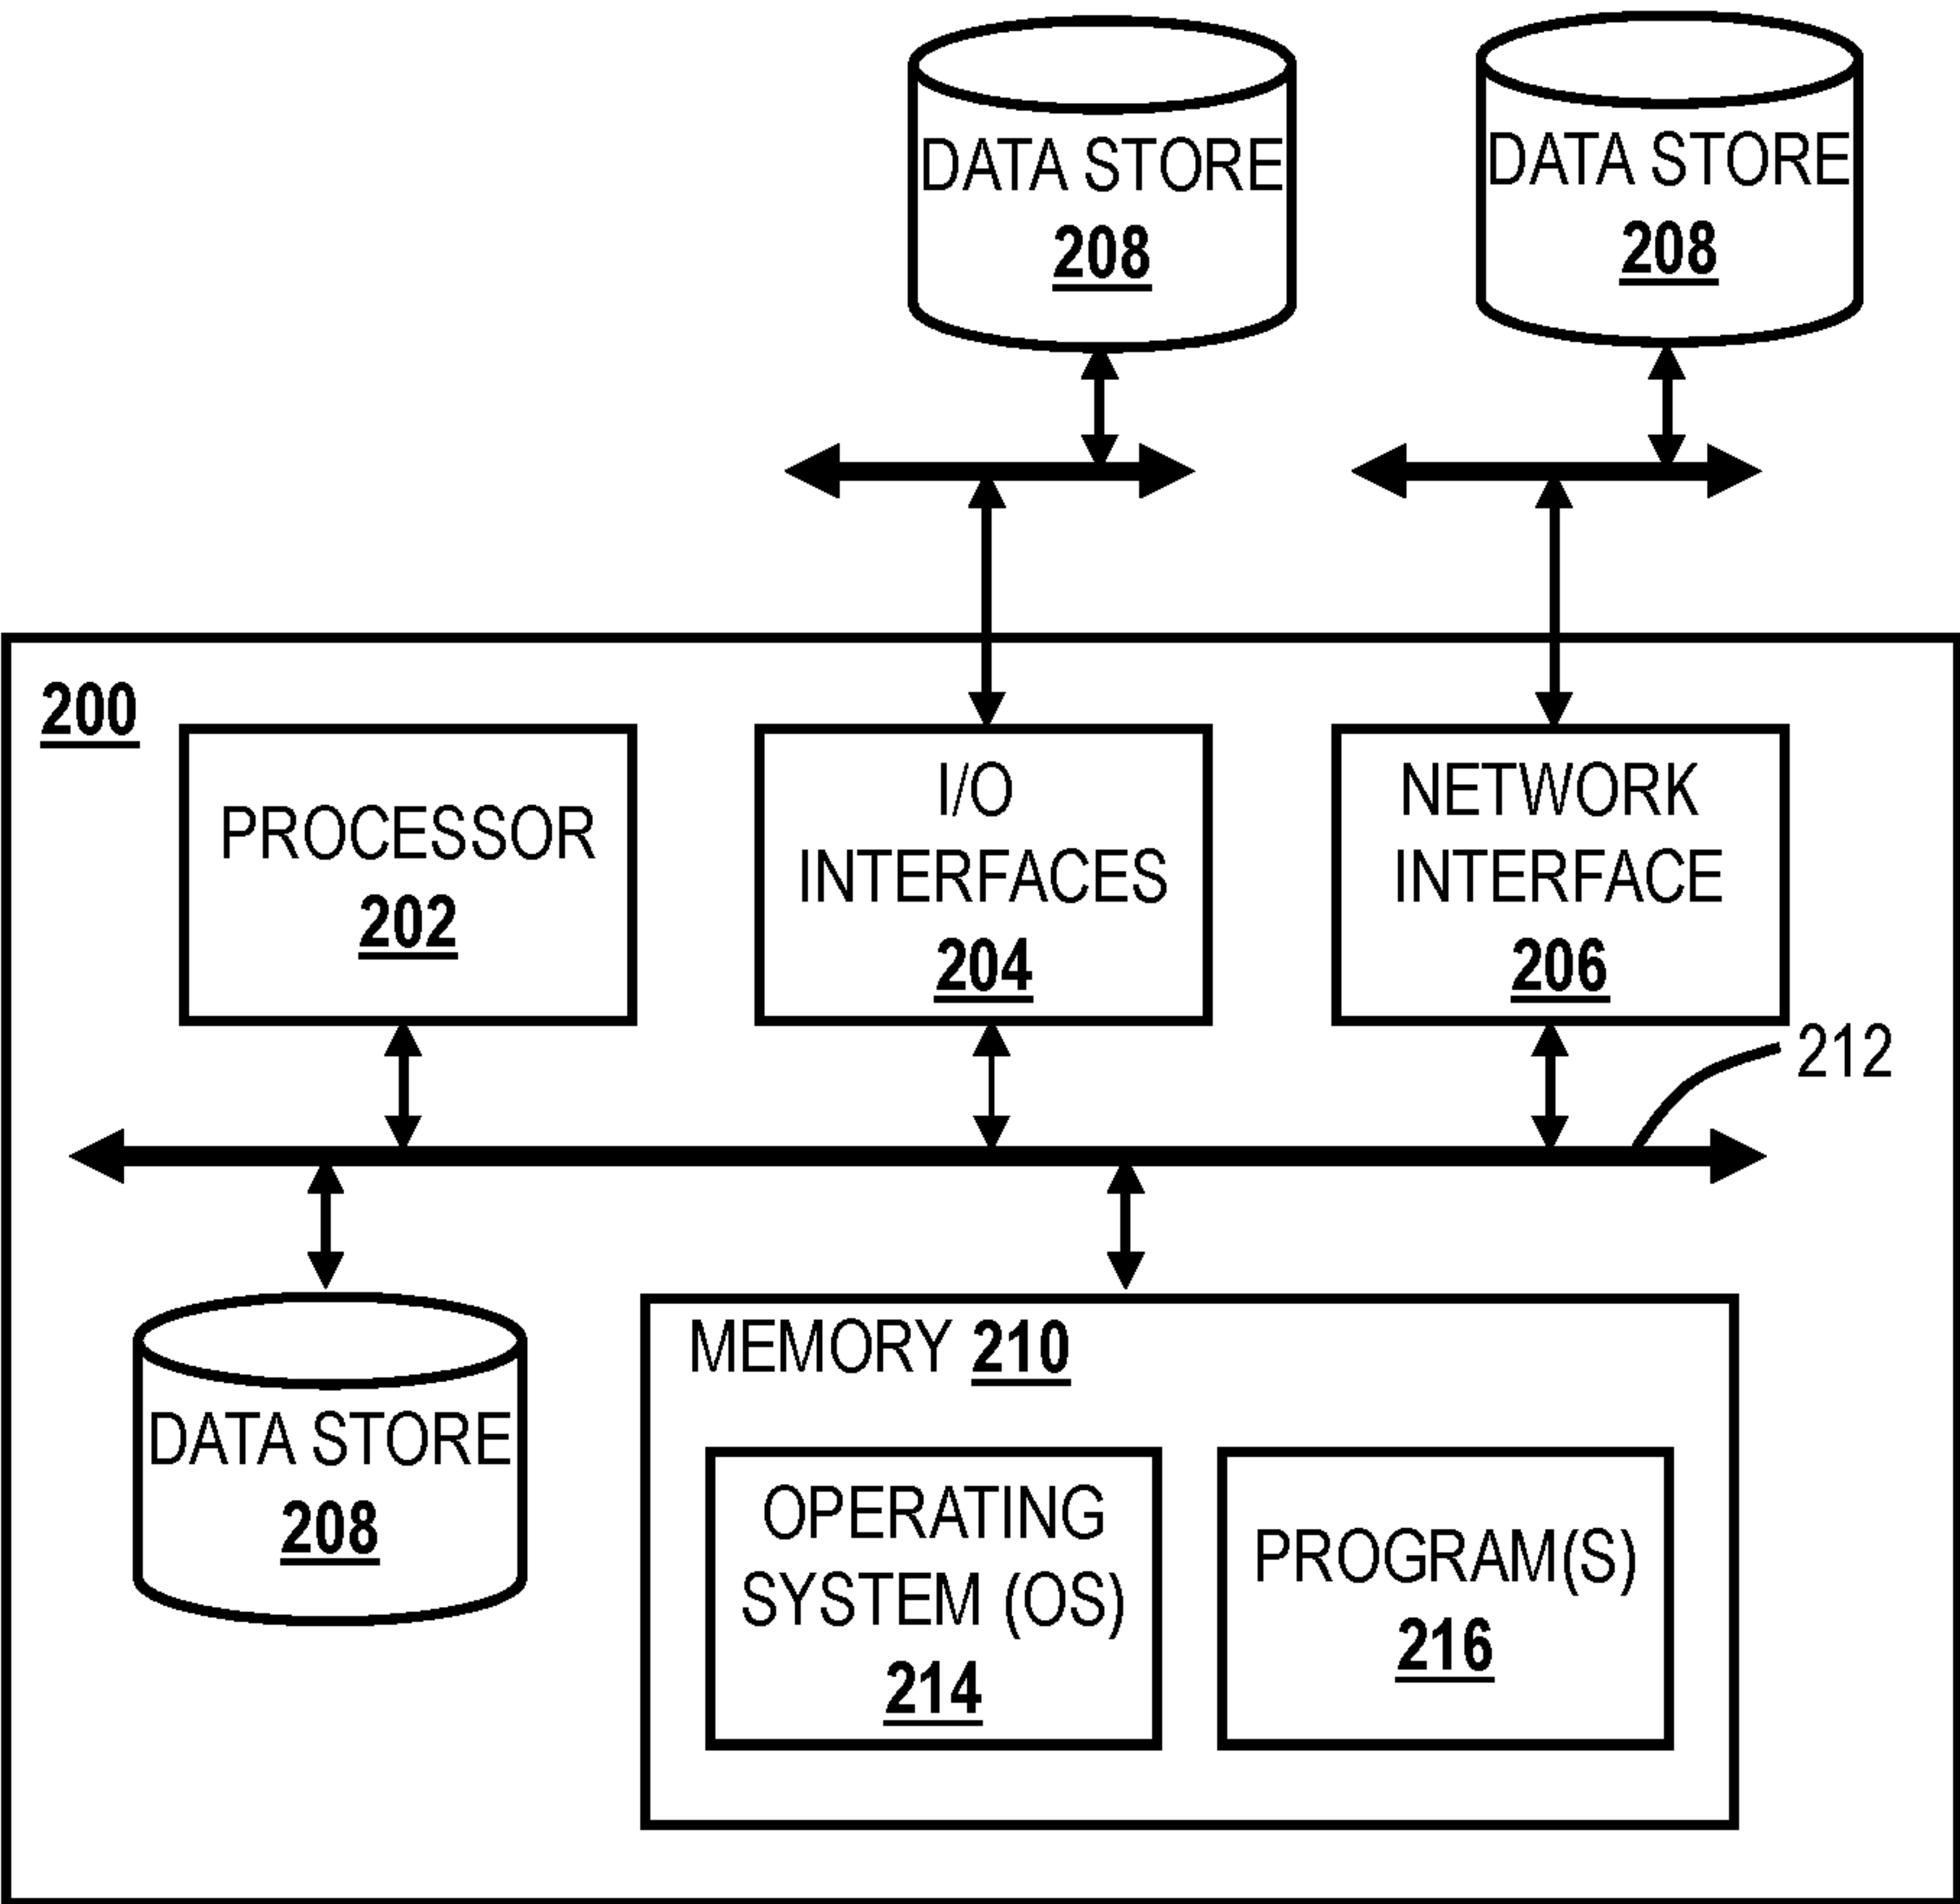 DATA STORE
208
DATA STORE
208
200
PROCESSOR
202
I/O
INTERFACES
204
NETWORK
INTERFACE
206
212
DATA STORE
208
MEMORY 210
OPERATING
SYSTEM (OS)
214
PROGRAM(S)
216